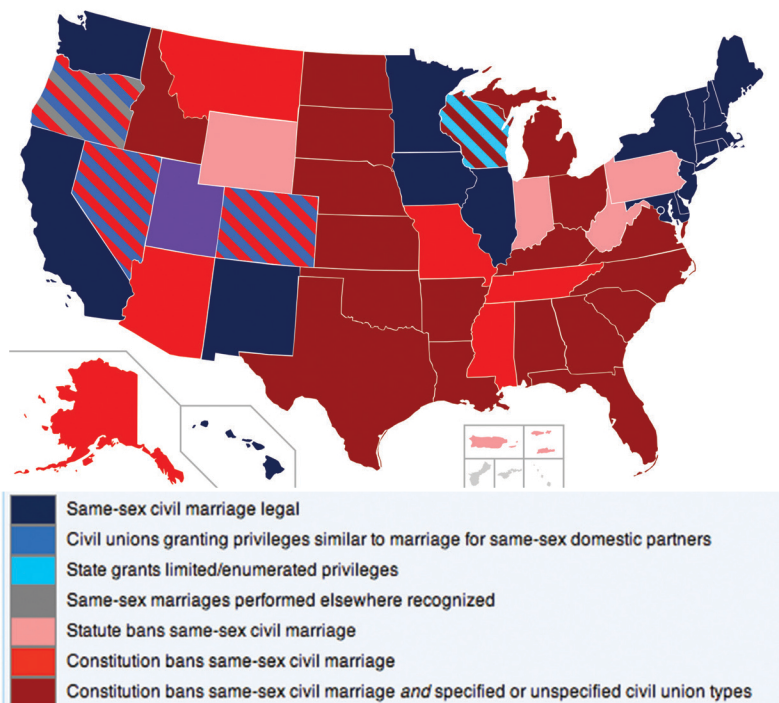 Same-sex civil marriage legal
Civil unions granting privileges similar to marriage for same-sex domestic partners
State grants limited/enumerated privileges
Same-sex marriages performed elsewhere recognized
Statute bans same-sex civil marriage
Constitution bans same-sex civil marriage
Constitution bans same-sex civil marriage and specified or unspecified civil union types